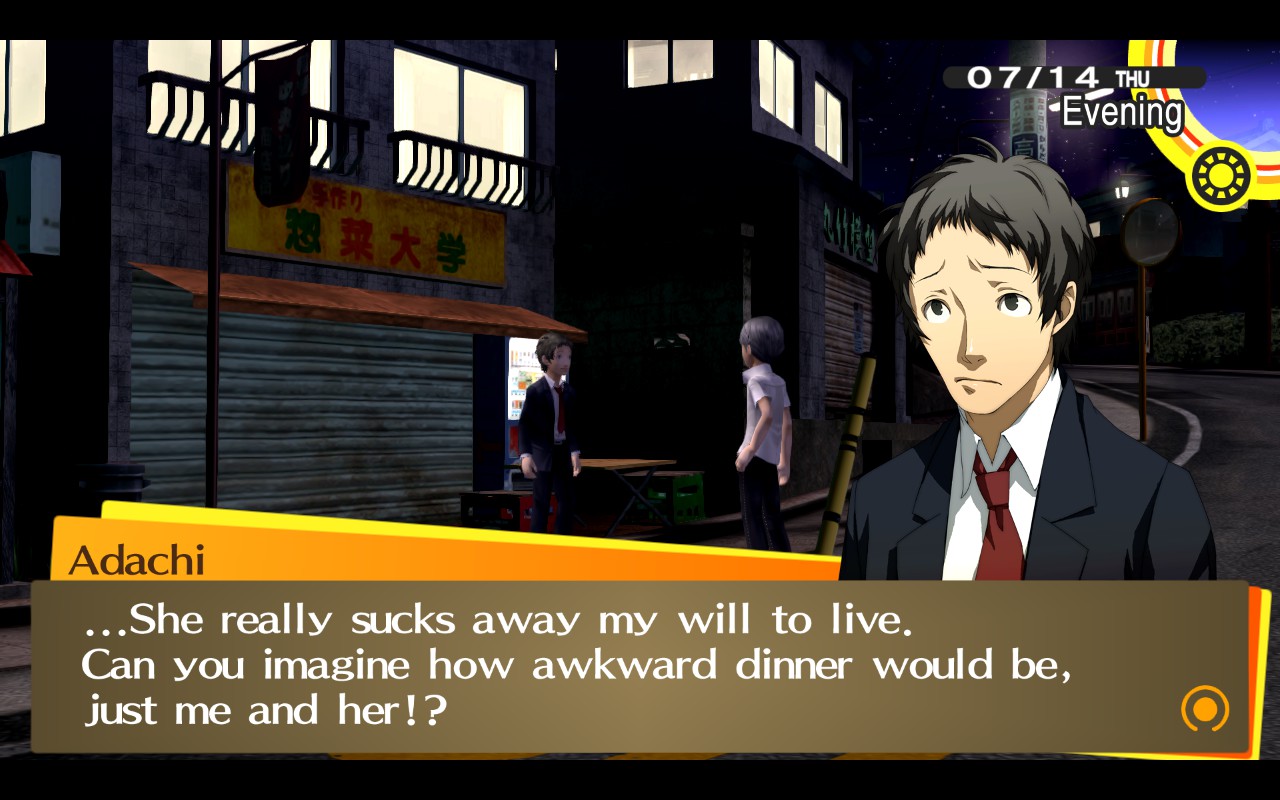 07/14 THU
Evening
手作り
惣菜大学
Adachi
...She really sucks away my will to live.
Can you imagine how awkward dinner would be,
just me and her!?